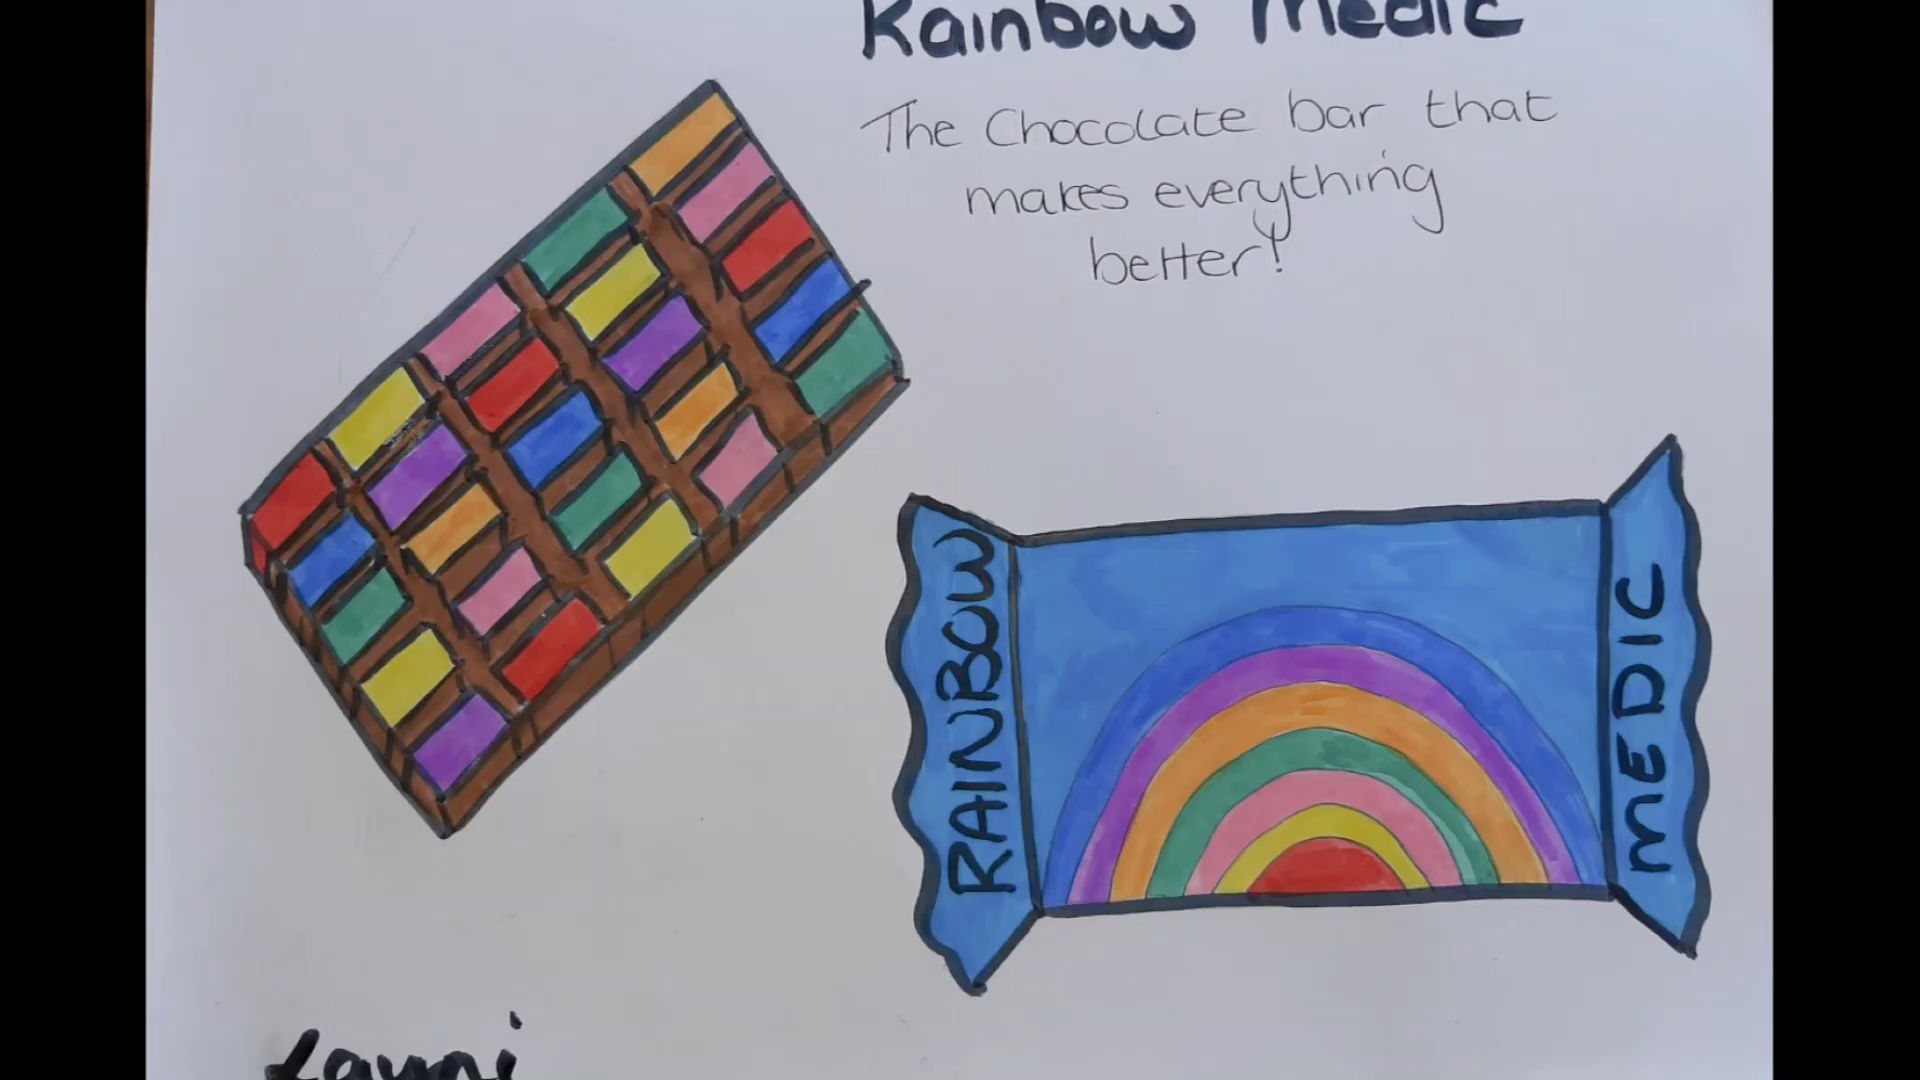 Rainbow Medic
The Chocolate bar that
makes everything
better!
RAINBOW
MEDIC